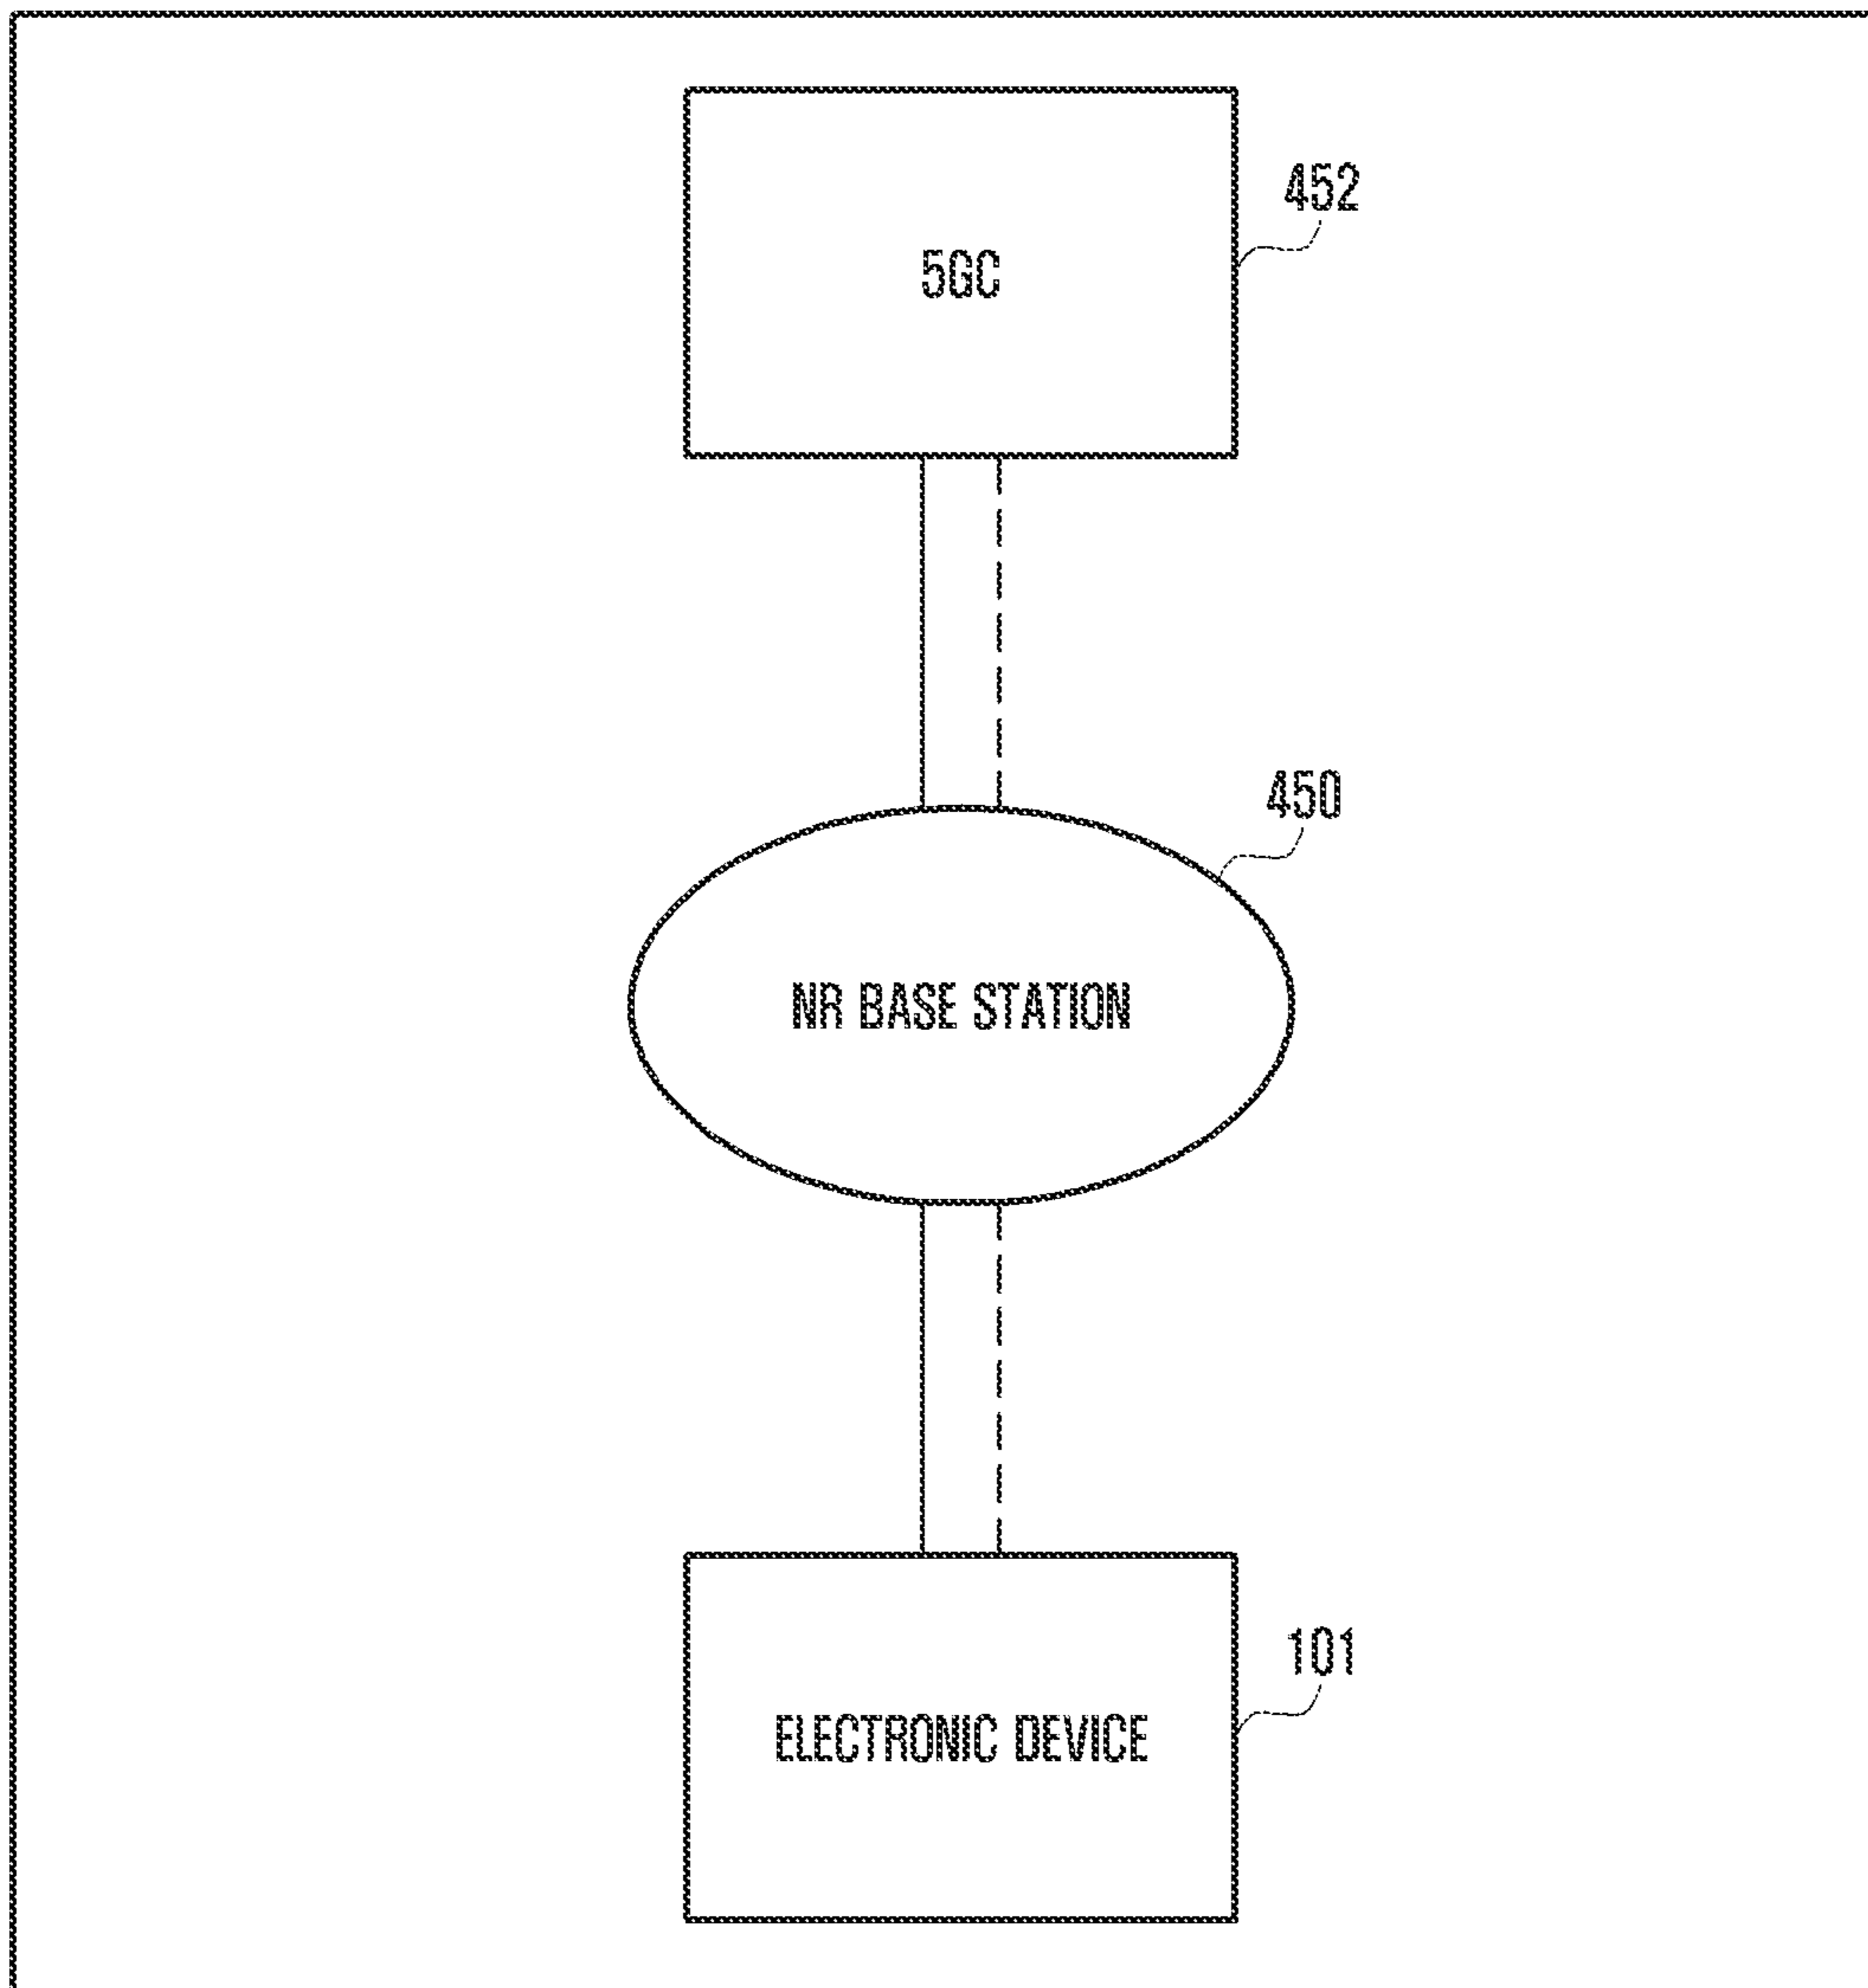 452
5GC
450
NR BASE STATION
101
ELECTRONIC DEVICE